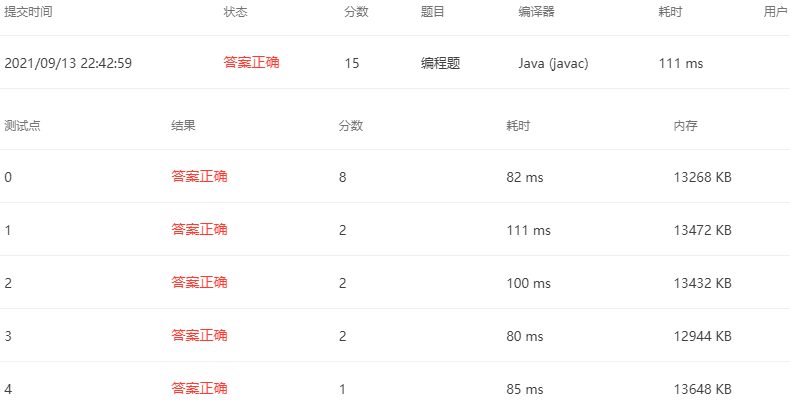 提交时间 状态 分数 题目 编译器 耗时 用户
2021/09/13 22:42:59 答案正确 15 编程题 Java (javac) 111 ms
测试点 结果 分数 耗时 内存
0 答案正确 8 82 ms 13268 KB
1 答案正确 2 111 ms 13472 KB
2 答案正确 2 100 ms 13432 KB
3 答案正确 2 80 ms 12944 KB
4 答案正确 1 85 ms 13648 KB